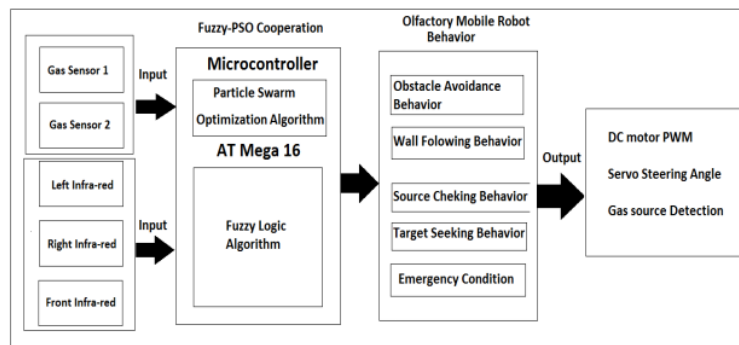 Fuzzy-PSO Cooperation
Olfactory Mobile Robot
Behavior
Gas Sensor 1
Gas Sensor 2
Input
Left Infra-red
Right Infra-red
Front Infra-red
Input
Microcontroller
Particle Swarm
Optimization Algorithm
AT Mega 16
Fuzzy Logic
Algorithm
Obstacle Avoidance
Behavior
Wall Folowing Behavior
Source Cheking Behavior
Target Seeking Behavior
Emergency Condition
Output
DC motor PWM
Servo Steering Angle
Gas source Detection